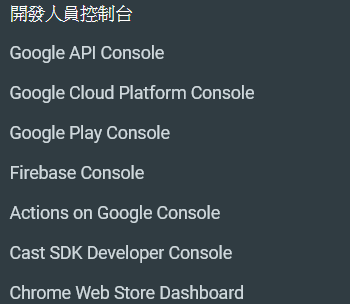 開發人員控制台
Google API Console
Google Cloud Platform Console
Google Play Console
Firebase Console
Actions on Google Console
Cast SDK Developer Console
Chrome Web Store Dashboard